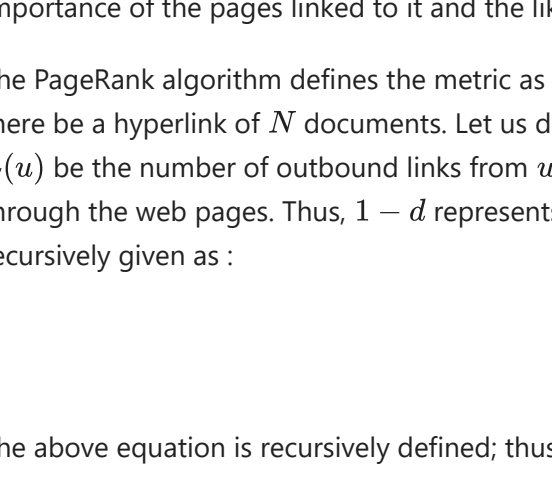 mportance of the pages linked to it and the
he PageRank algorithm defines the metric as
here be a hyperlink of N documents. Let us
(u) be the number of outbound links from u
hrough the web pages. Thus, 1 − d represents
ecursively given as :
he above equation is recursively defined; thus